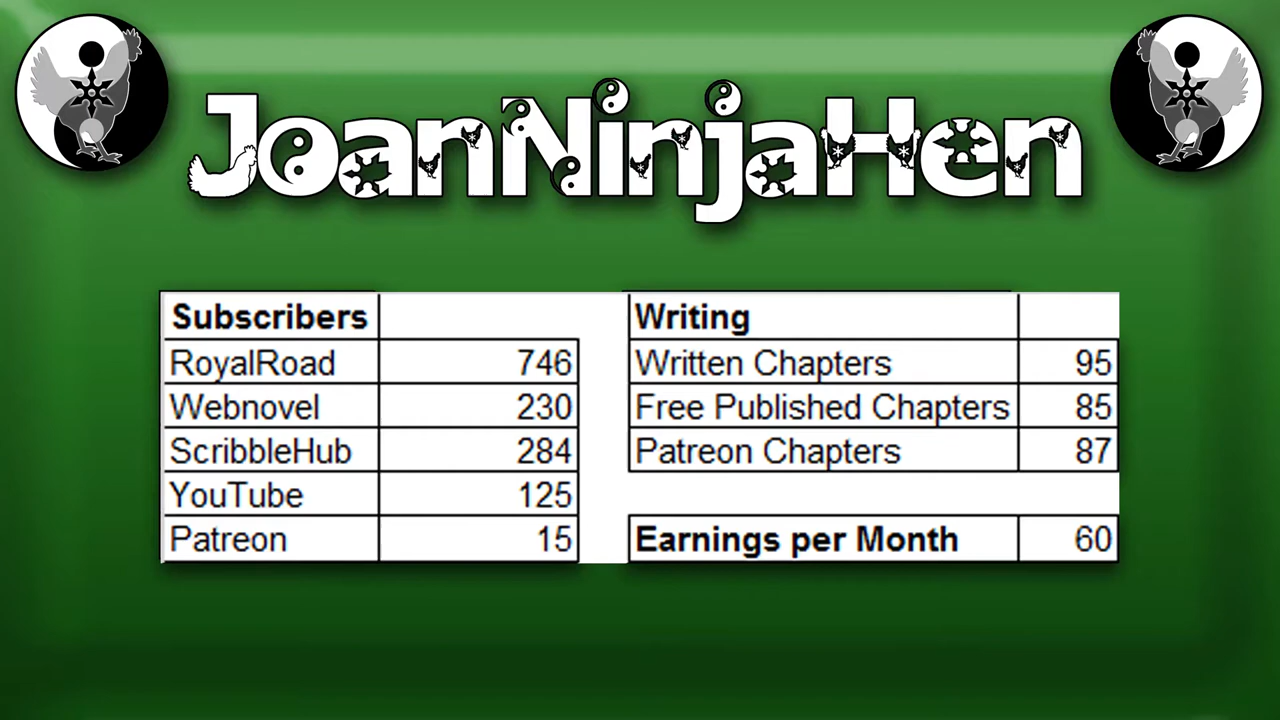 JoanNinjaHen
Subscribers
RoyalRoad 746
Webnovel 230
ScribbleHub 284
YouTube 125
Patreon 15
Writing
Written Chapters 95
Free Published Chapters 85
Patreon Chapters 87
Earnings per Month 60